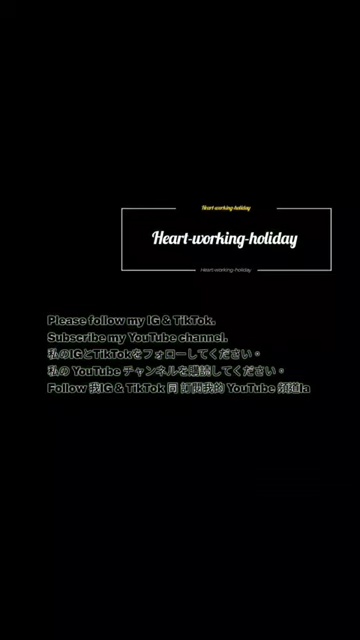 Heart-working-holiday
Heart-working-holiday
Heart-working-holiday
Please follow my IG & TikTok.
Subscribe my YouTube channel.
私のIGとTikTokをフォローしてください。
私の YouTube チャンネルを購読してください。
Follow 我IG & TikTok 同 訂閱我的 YouTube 頻道la